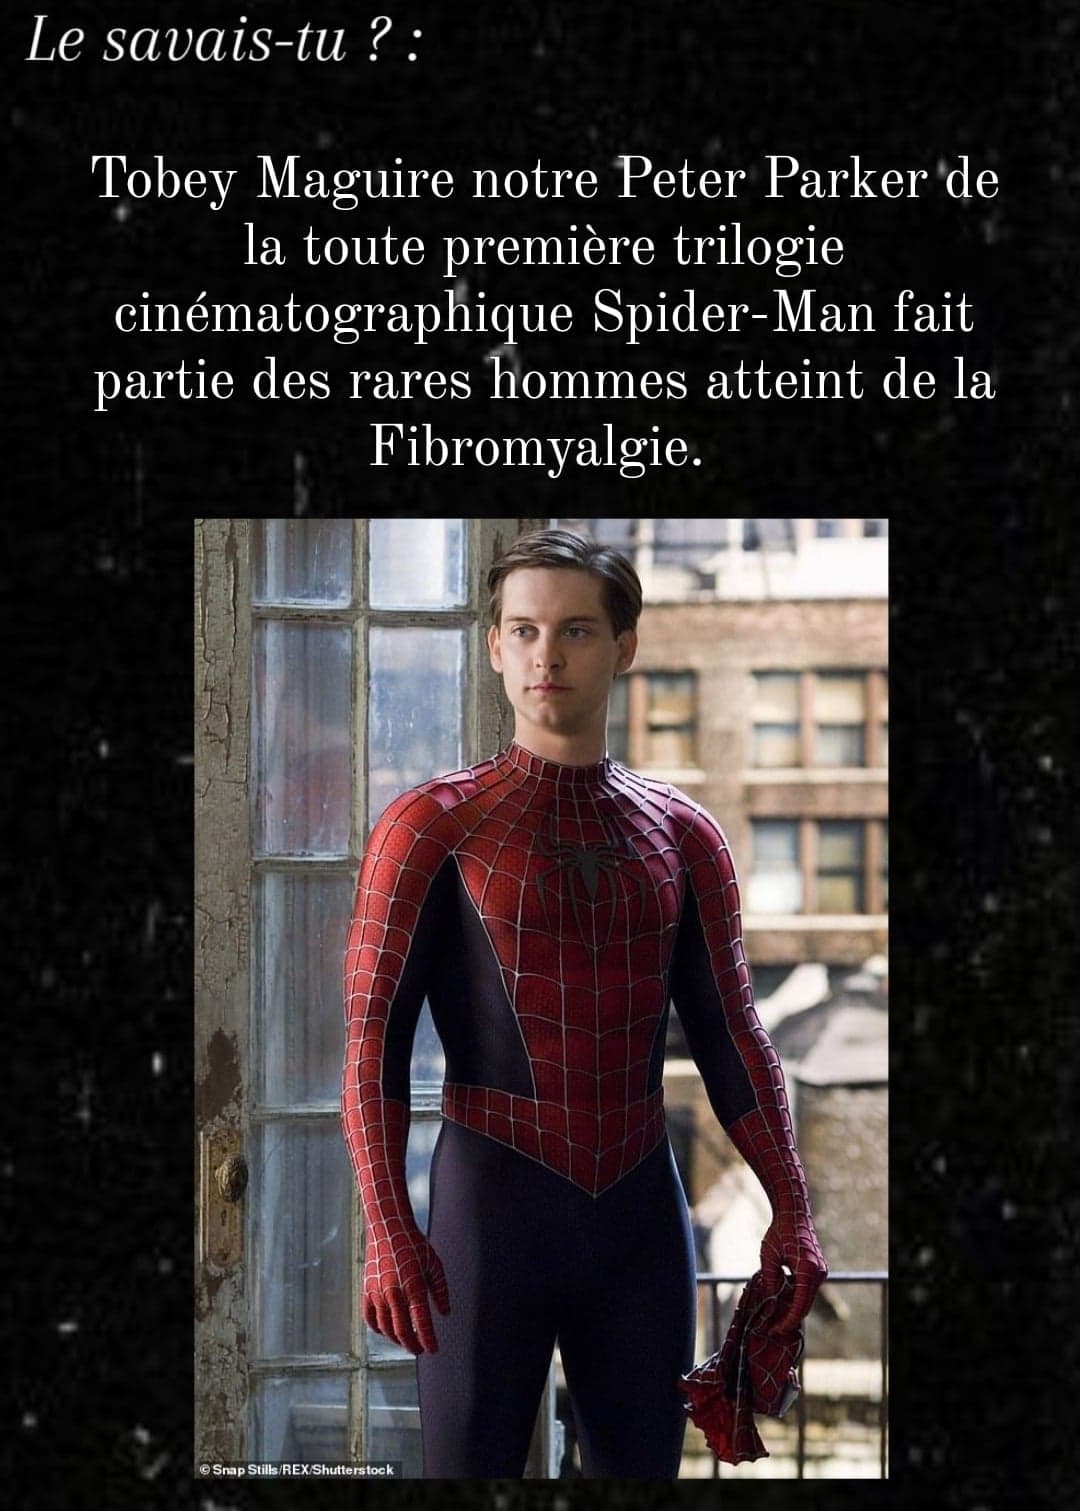 Le savais-tu ? :
Tobey Maguire notre Peter Parker de
la toute première trilogie
cinématographique Spider-Man fait
partie des rares hommes atteint de la
Fibromyalgie.
© Snap Stills/REX/Shutterstock